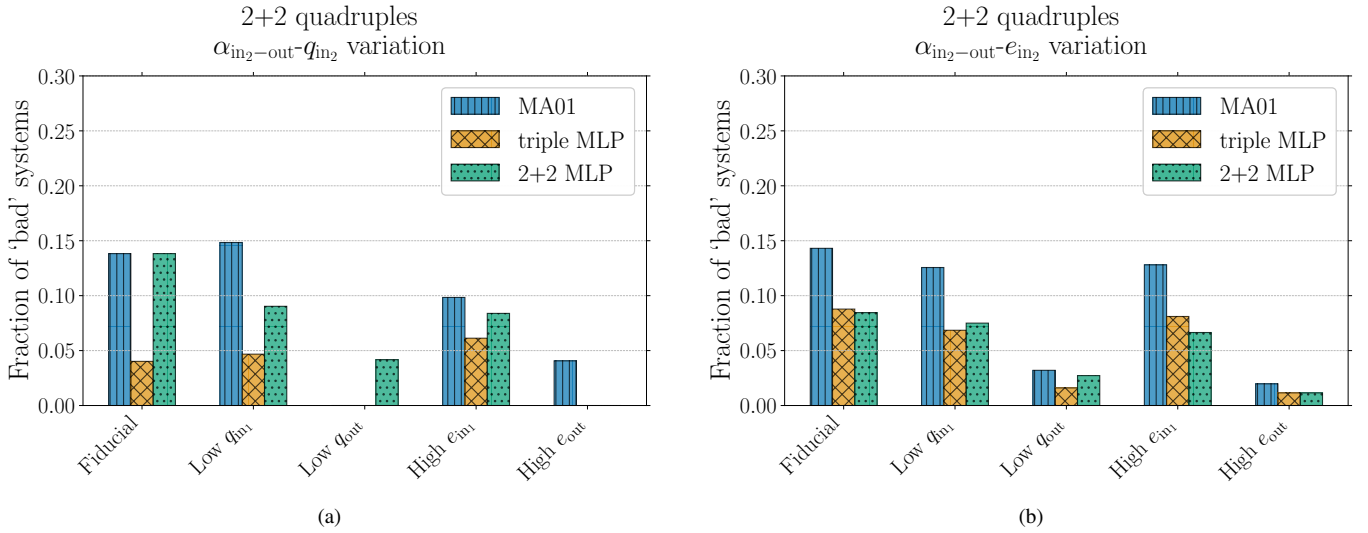 2+2 quadruples
α_in₂−out-q_in₂ variation
Fraction of ‘bad’ systems
0.30
0.25
0.20
0.15
0.10
0.05
0.00
MA01
triple MLP
2+2 MLP
Fiducial
Low q_in₁
Low q_out
High e_in₁
High e_out
(a)
2+2 quadruples
α_in₂−out-e_in₂ variation
Fraction of ‘bad’ systems
0.30
0.25
0.20
0.15
0.10
0.05
0.00
MA01
triple MLP
2+2 MLP
Fiducial
Low q_in₁
Low q_out
High e_in₁
High e_out
(b)